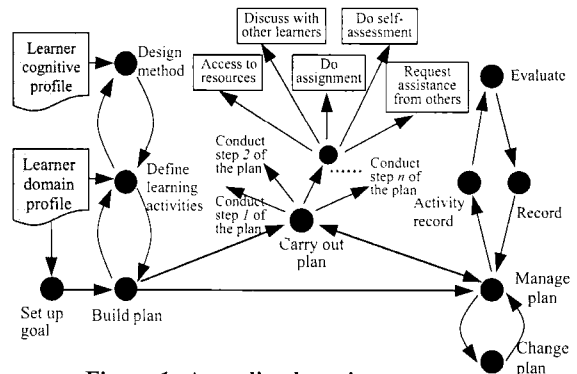 Discuss with
other learners
Do self-
assessment
Learner
cognitive
profile
Design
method
Access to
resources
Do
assignment
Request
assistance
from others
Evaluate
Learner
domain
profile
Define
learning
activities
Conduct
step 2 of
the plan
Conduct
step 1 of
the plan
......
Conduct
step n of
the plan
Activity
record
Record
Carry out
plan
Set up
goal
Build plan
Manage
plan
Change
plan